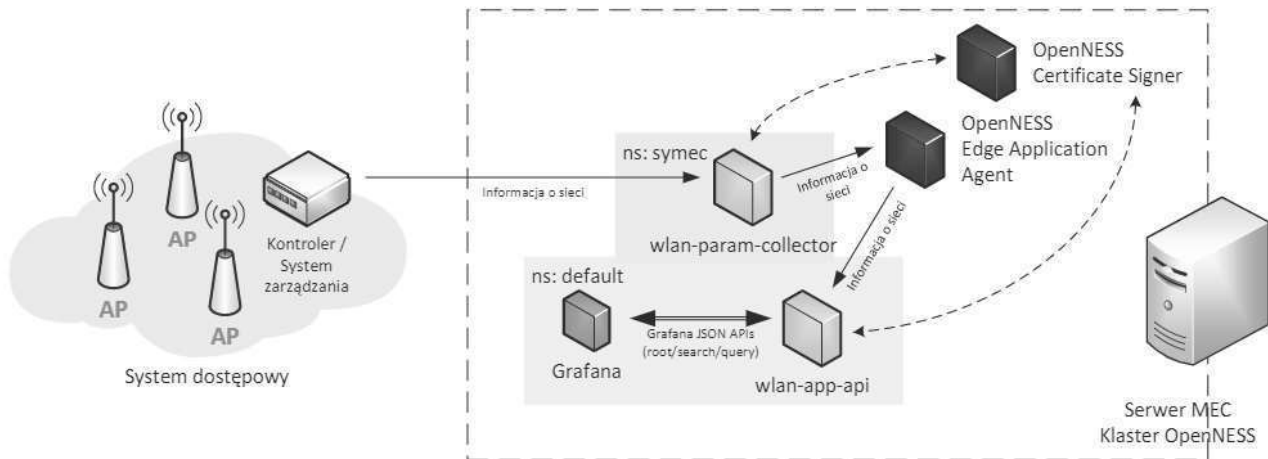 OpenNESS
Certificate Signer
OpenNESS
Edge Application
Agent
ns: symec
Informacja o sieci
Informacja o
sieci
AP
AP
AP
AP
Kontroler /
System
zarządzania
wlan-param-collector
Informacja o sieci
ns: default
Grafana JSON APIs
(root/search/query)
System dostępowy
Grafana
wlan-app-api
Serwer MEC
Klaster OpenNESS